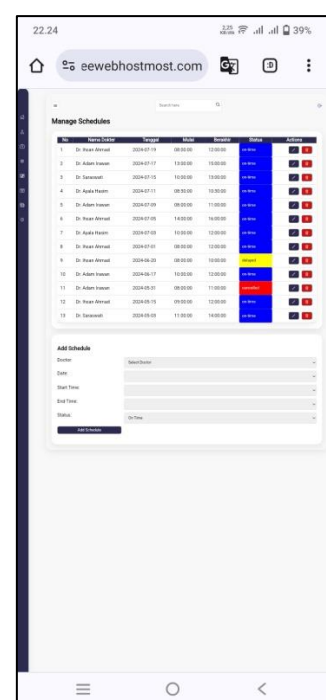 22.24 39%
eewebhostmost.com :D
Search here
Manage Schedules
No Nama Dokter Tanggal Mulai Berakhir Status Actions
1 Dr. Ihsan Ahmad 2024-07-19 08:00:00 12:00:00 on-time
2 Dr. Adam Irawan 2024-07-17 13:00:00 15:00:00 on-time
3 Dr. Saraswati 2024-07-15 10:00:00 13:00:00 on-time
4 Dr. Ayala Hasim 2024-07-11 08:30:00 10:30:00 on-time
5 Dr. Adam Irawan 2024-07-09 08:00:00 11:00:00 on-time
6 Dr. Ihsan Ahmad 2024-07-05 14:00:00 16:00:00 on-time
7 Dr. Ayala Hasim 2024-07-03 10:00:00 12:00:00 on-time
8 Dr. Ihsan Ahmad 2024-07-01 08:00:00 12:00:00 on-time
9 Dr. Ihsan Ahmad 2024-06-20 08:00:00 10:00:00 delayed
10 Dr. Adam Irawan 2024-06-17 10:00:00 12:00:00 on-time
11 Dr. Adam Irawan 2024-05-31 08:00:00 11:00:00 cancelled
12 Dr. Ihsan Ahmad 2024-05-15 09:00:00 12:00:00 on-time
13 Dr. Saraswati 2024-05-03 11:00:00 14:00:00 on-time
Add Schedule
Doctor: Select Doctor
Date:
Start Time:
End Time:
Status: On Time
Add Schedule